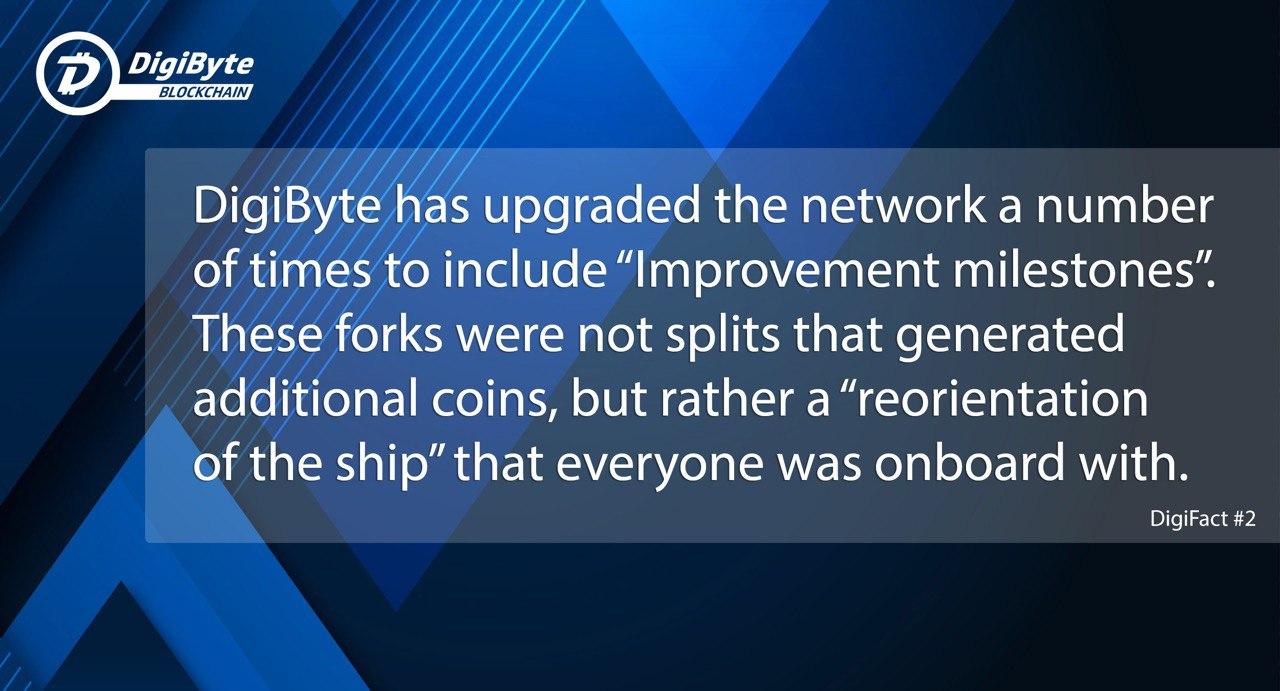 DigiByte
BLOCKCHAIN
DigiByte has upgraded the network a number
of times to include “Improvement milestones”.
These forks were not splits that generated
additional coins, but rather a “reorientation
of the ship” that everyone was onboard with.
DigiFact #2